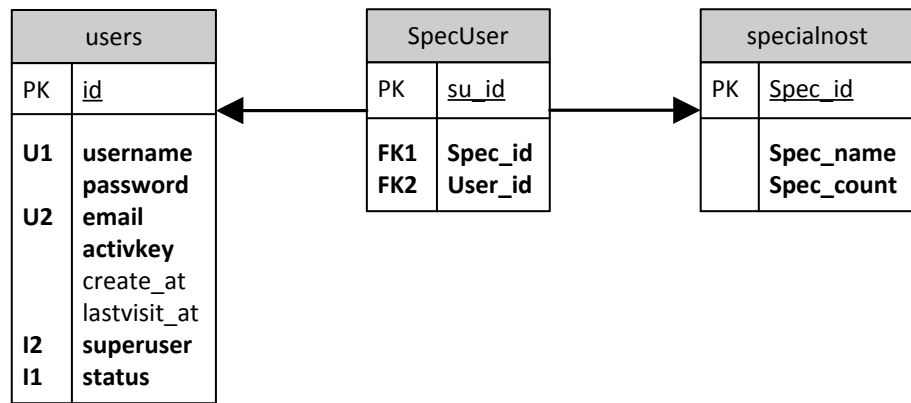 users
PK id
U1 username
password
U2 email
activkey
create_at
lastvisit_at
I2 superuser
I1 status
SpecUser
PK su_id
FK1 Spec_id
FK2 User_id
specialnost
PK Spec_id
Spec_name
Spec_count